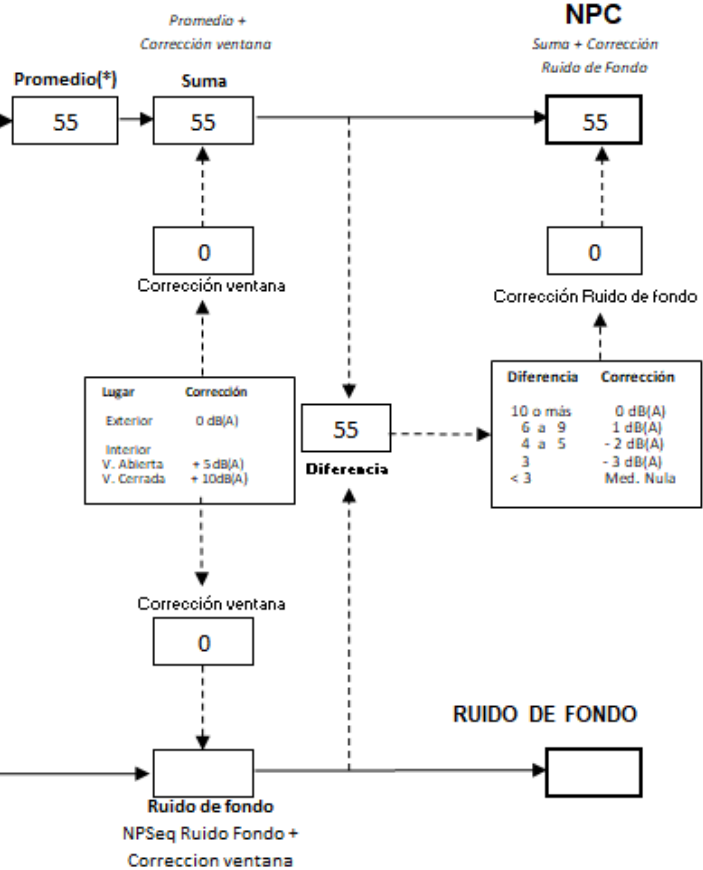 Promedio +
Corrección ventana
NPC
Suma + Corrección
Ruido de Fondo
Promedio(*)
Suma
55
55
55
0
Corrección ventana
0
Corrección Ruido de fondo
Lugar Corrección
Exterior 0 dB(A)
Interior
V. Abierta + 5 dB(A)
V. Cerrada + 10dB(A)
55
Diferencia
Diferencia Corrección
10 o más 0 dB(A)
6 a 9 1 dB(A)
4 a 5 - 2 dB(A)
3 - 3 dB(A)
< 3 Med. Nula
Corrección ventana
0
RUIDO DE FONDO
Ruido de fondo
NPSeq Ruido Fondo +
Correccion ventana